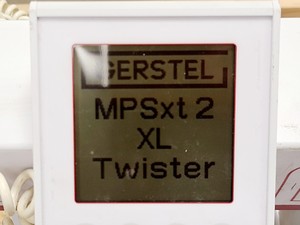 GERSTEL
MPSxt 2
XL
Twister